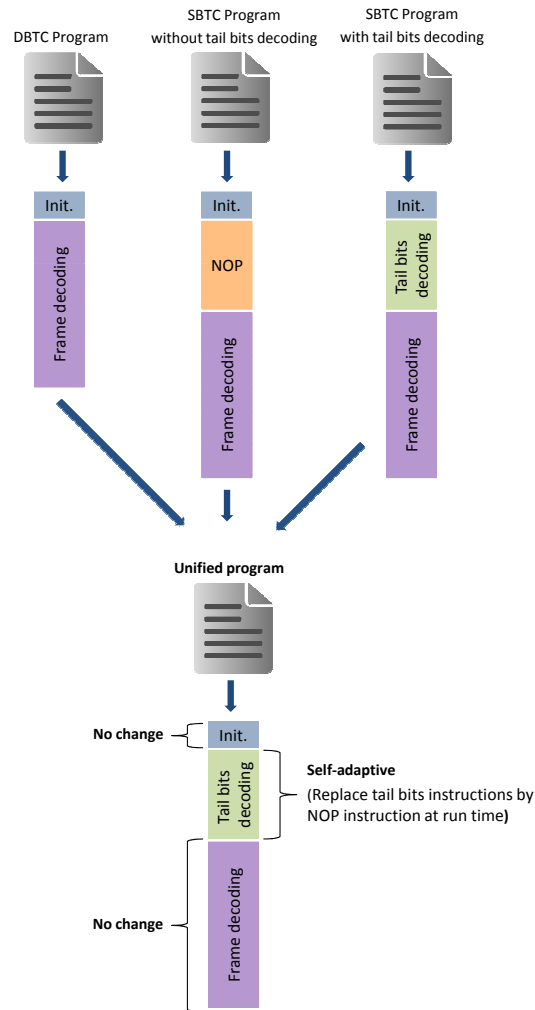 DBTC Program
SBTC Program
without tail bits decoding
SBTC Program
with tail bits decoding
Init.
Frame decoding
Init.
NOP
Frame decoding
Init.
Tail bits
decoding
Frame decoding
Unified program
No change
Init.
Tail bits
decoding
Self-adaptive
(Replace tail bits instructions by
NOP instruction at run time)
No change
Frame decoding